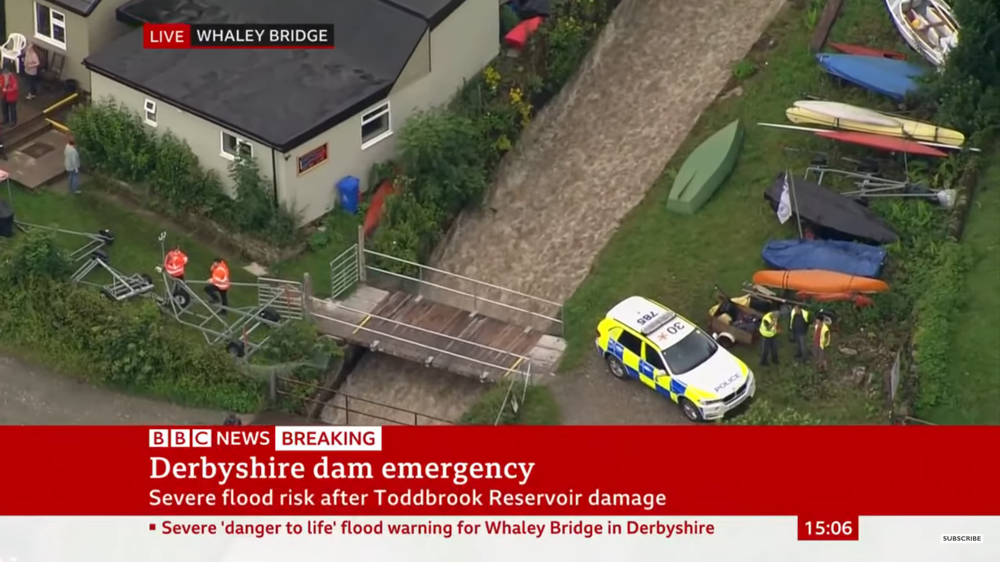 LIVE WHALEY BRIDGE
785
30
POLICE
BBC NEWS BREAKING
Derbyshire dam emergency
Severe flood risk after Toddbrook Reservoir damage
Severe 'danger to life' flood warning for Whaley Bridge in Derbyshire
15:06
SUBSCRIBE